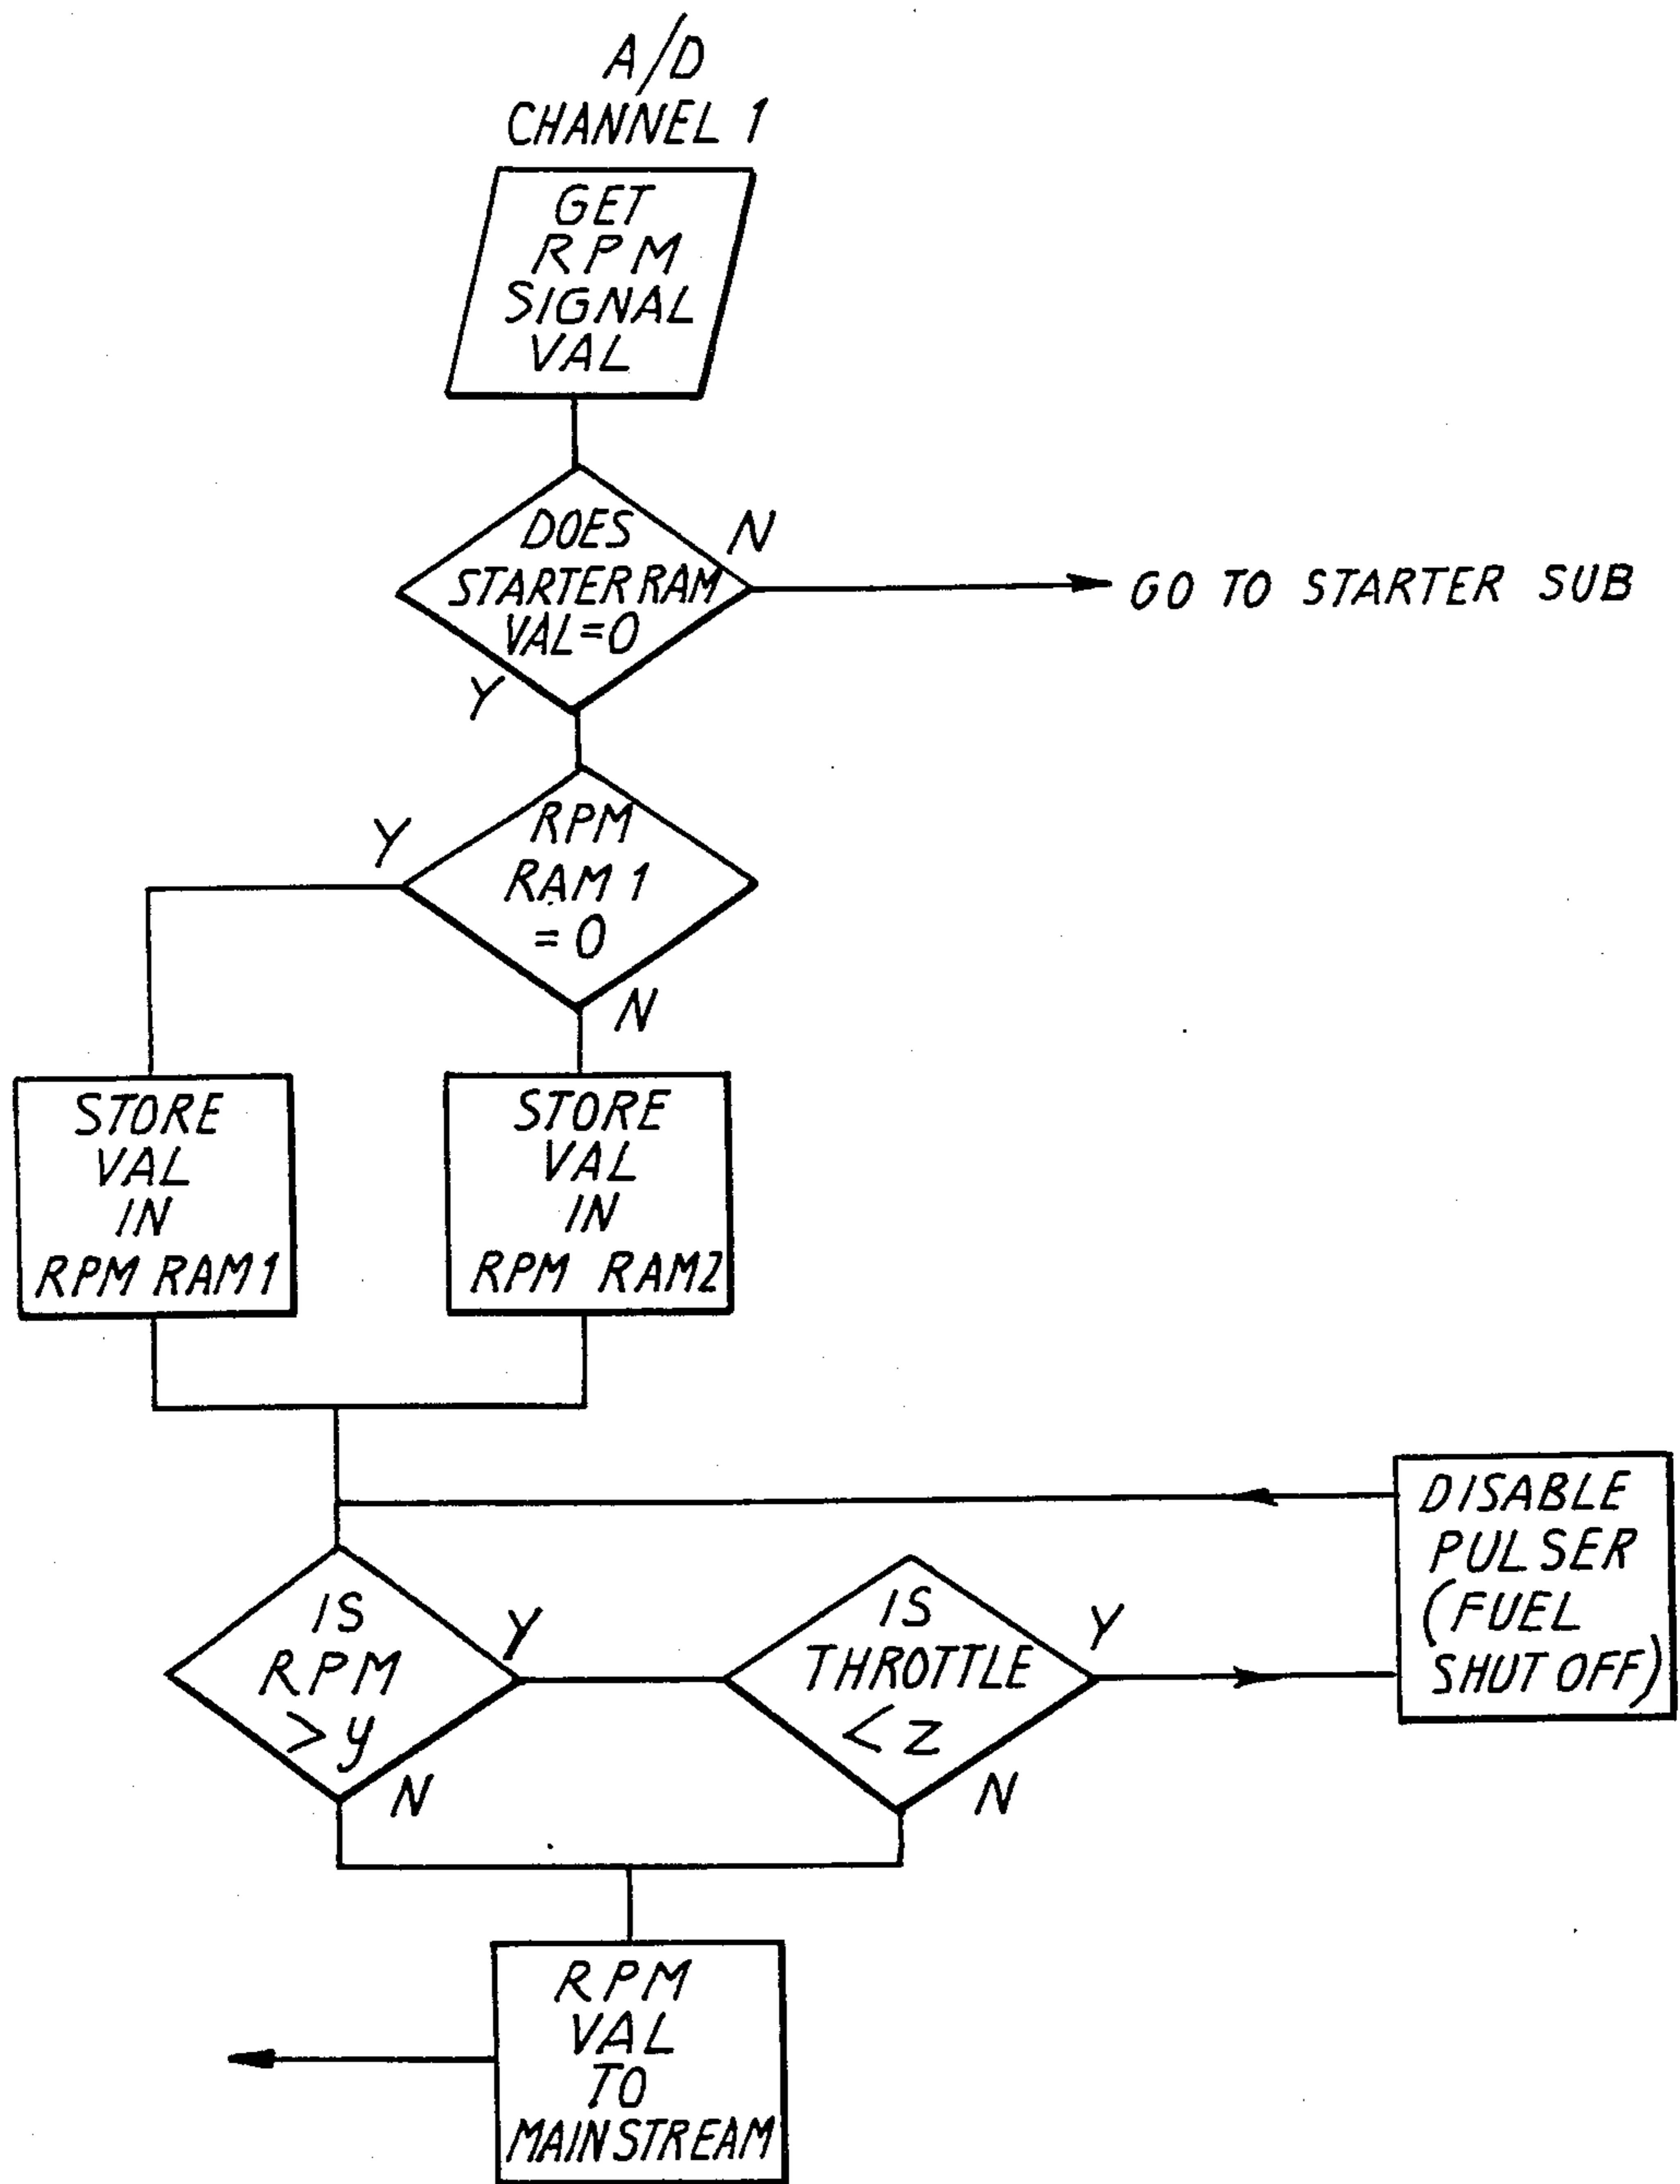 A/D
CHANNEL 1
GET
RPM
SIGNAL
VAL
DOES
STARTER RAM
VAL=0
N
GO TO STARTER SUB
Y
RPM
RAM 1
= 0
Y
N
STORE
VAL
IN
RPM RAM1
STORE
VAL
IN
RPM RAM2
DISABLE
PULSER
(FUEL
SHUT OFF)
IS
RPM
> y
Y
N
IS
THROTTLE
< z
Y
N
RPM
VAL
TO
MAINSTREAM